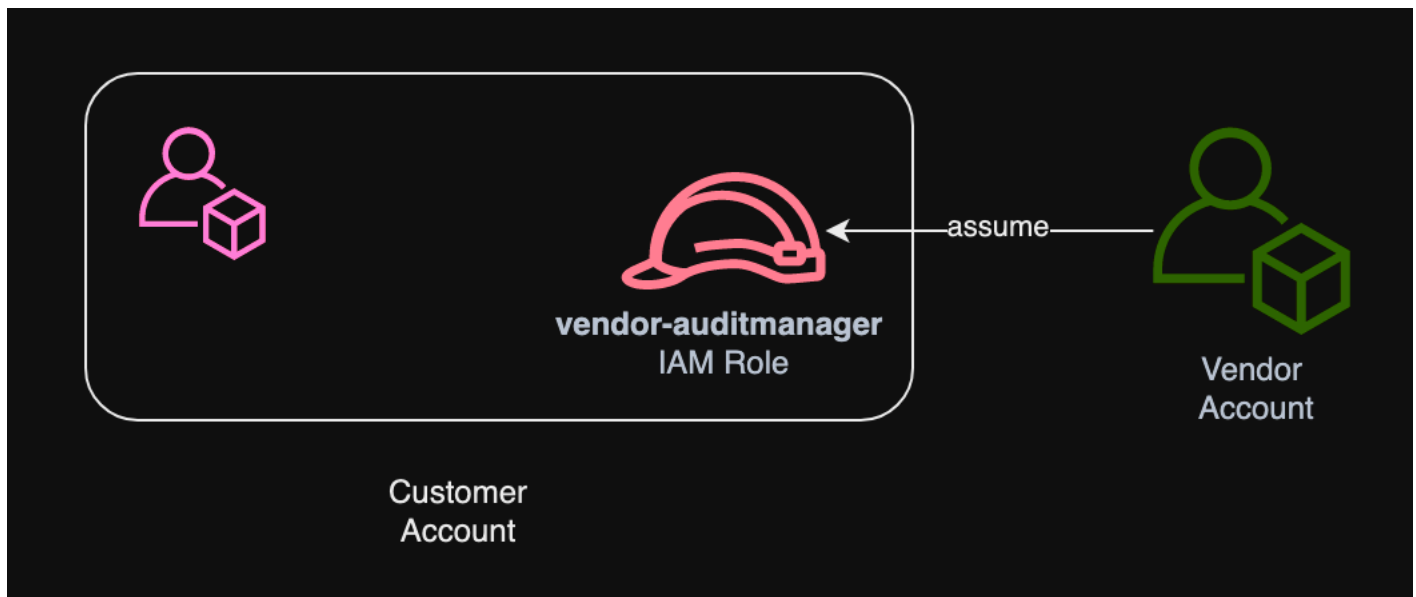 assume
vendor-auditmanager
IAM Role
Vendor
Account
Customer
Account